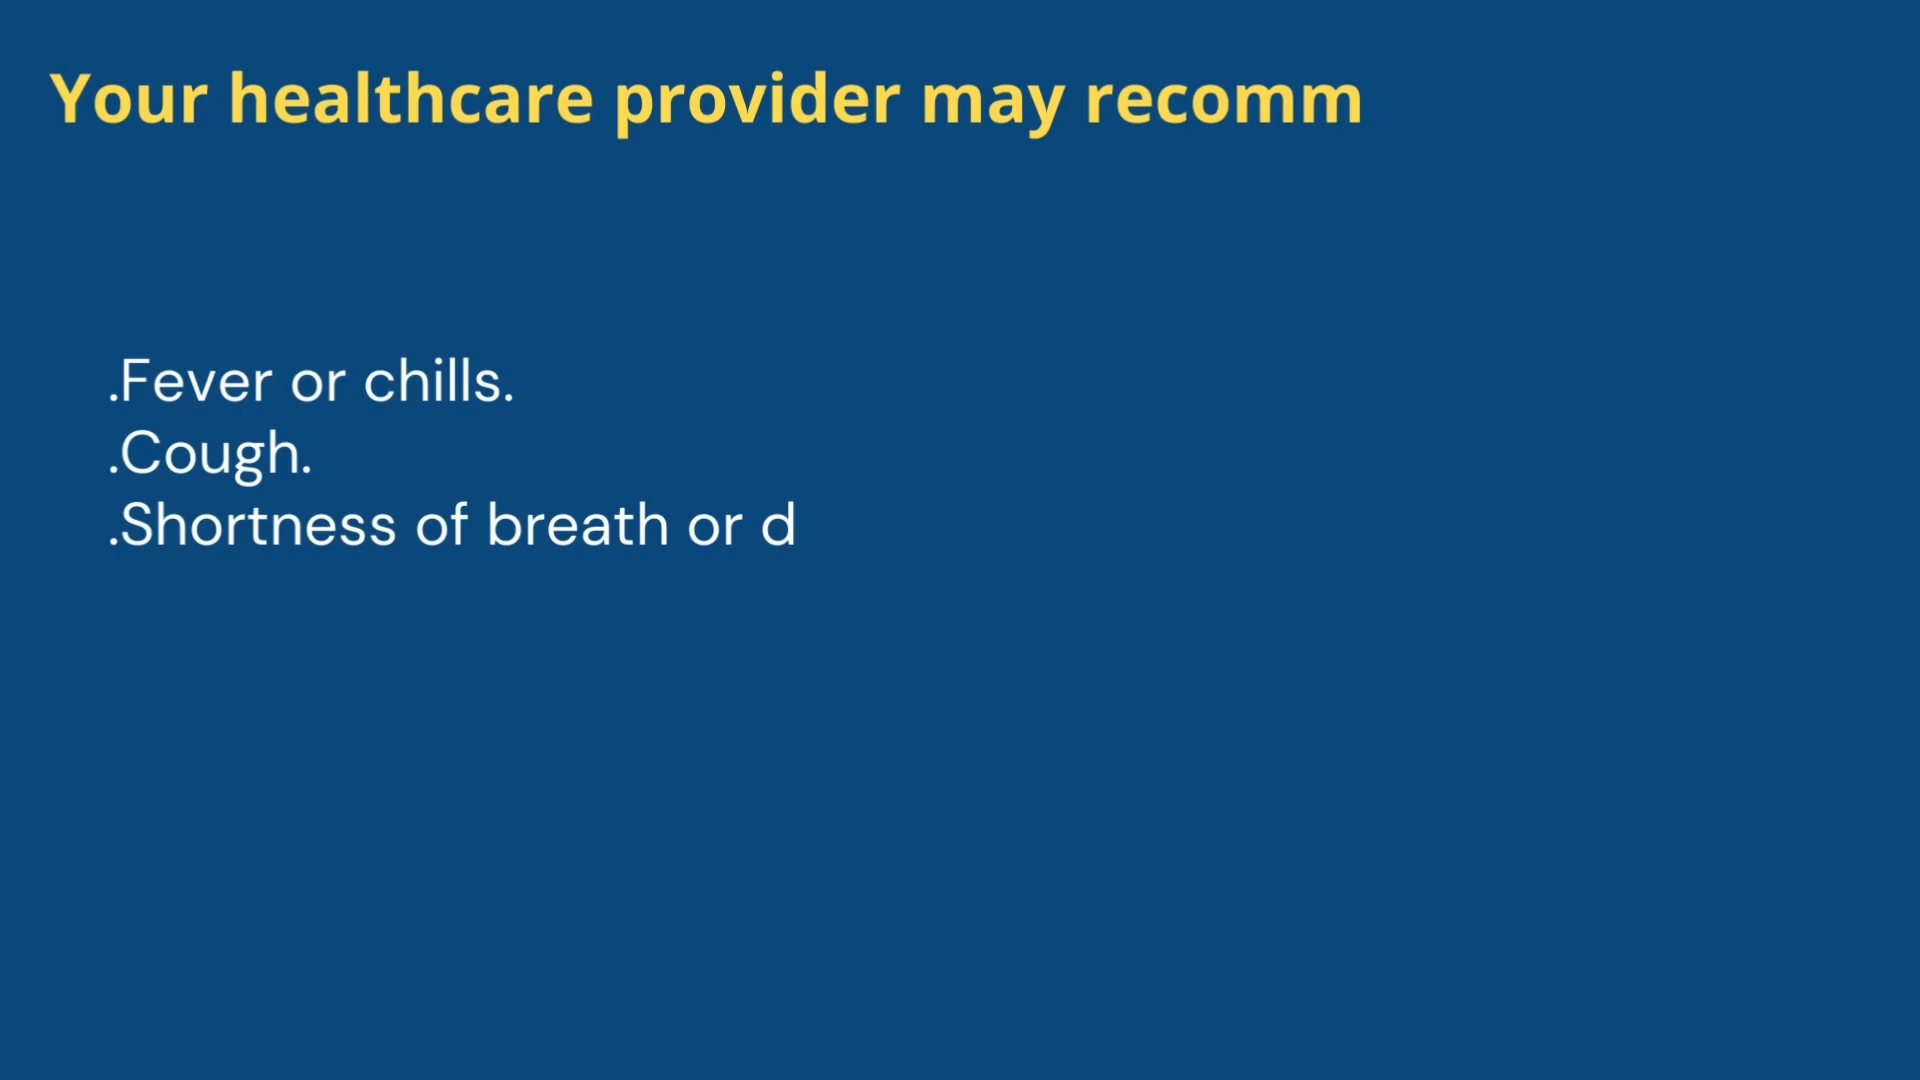 Your healthcare provider may recomm
.Fever or chills.
.Cough.
.Shortness of breath or d